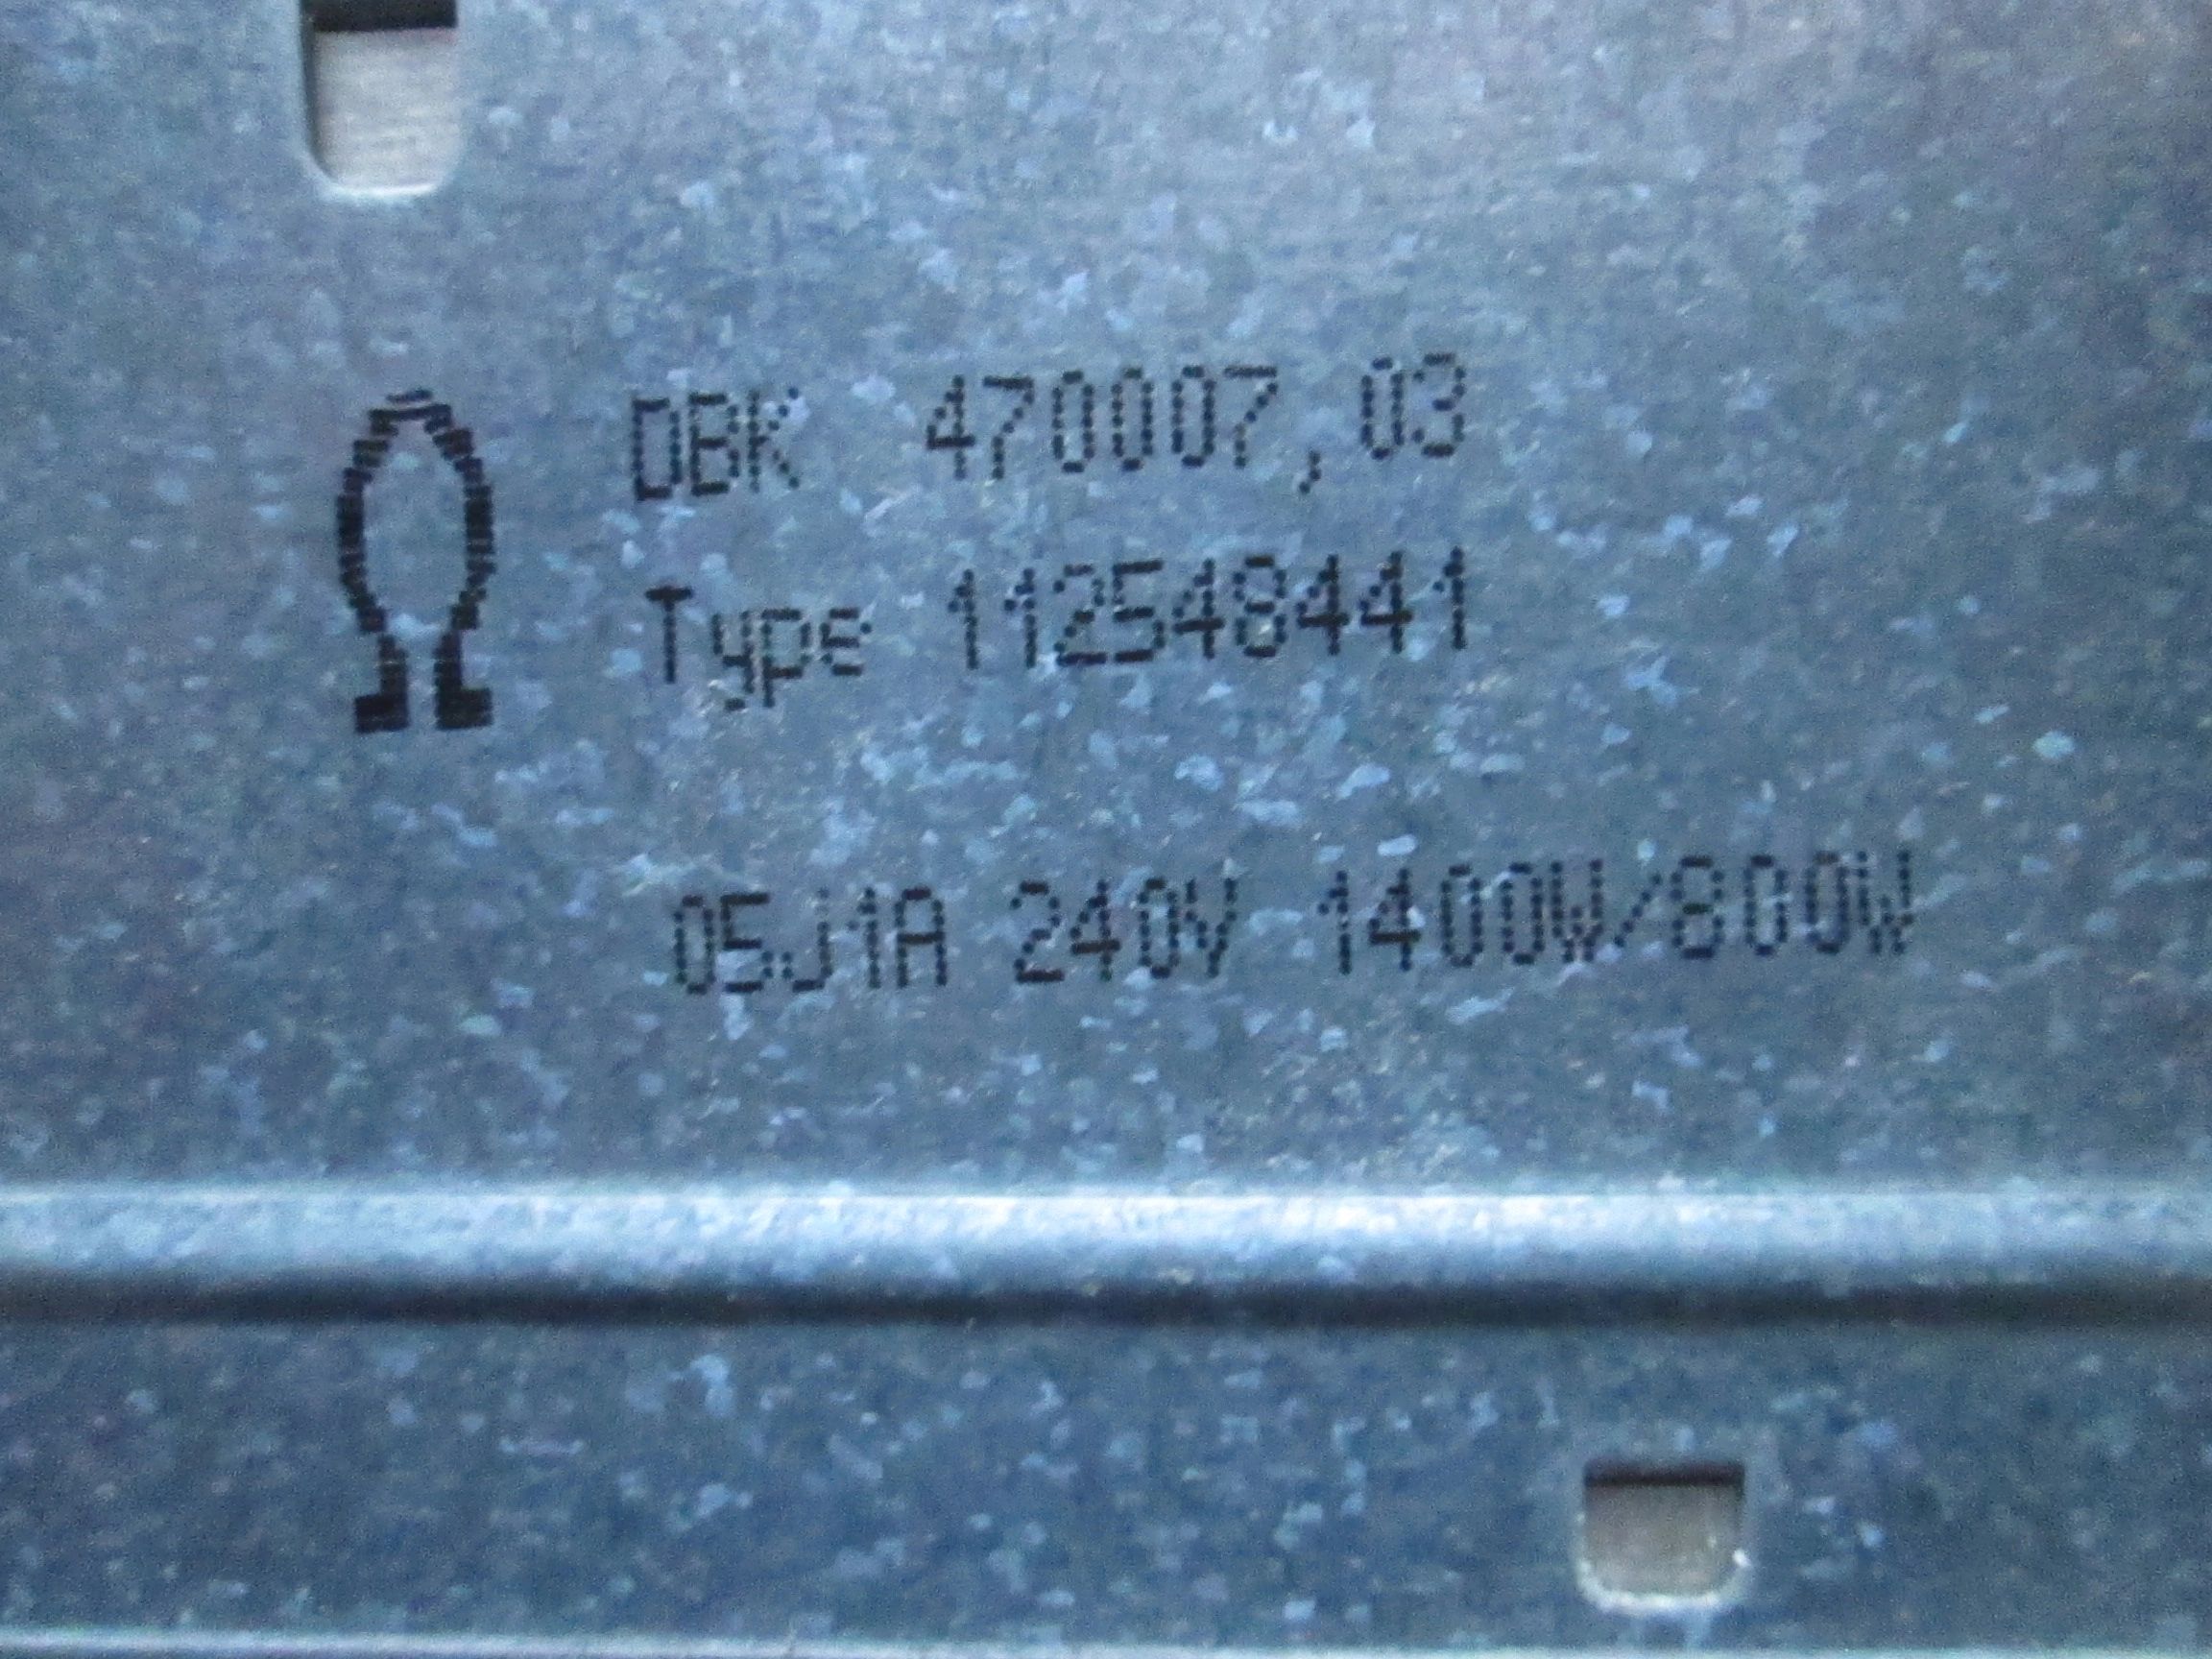 DBK 470007,03
Type 112548441
05J1A 240V 1400W/800W